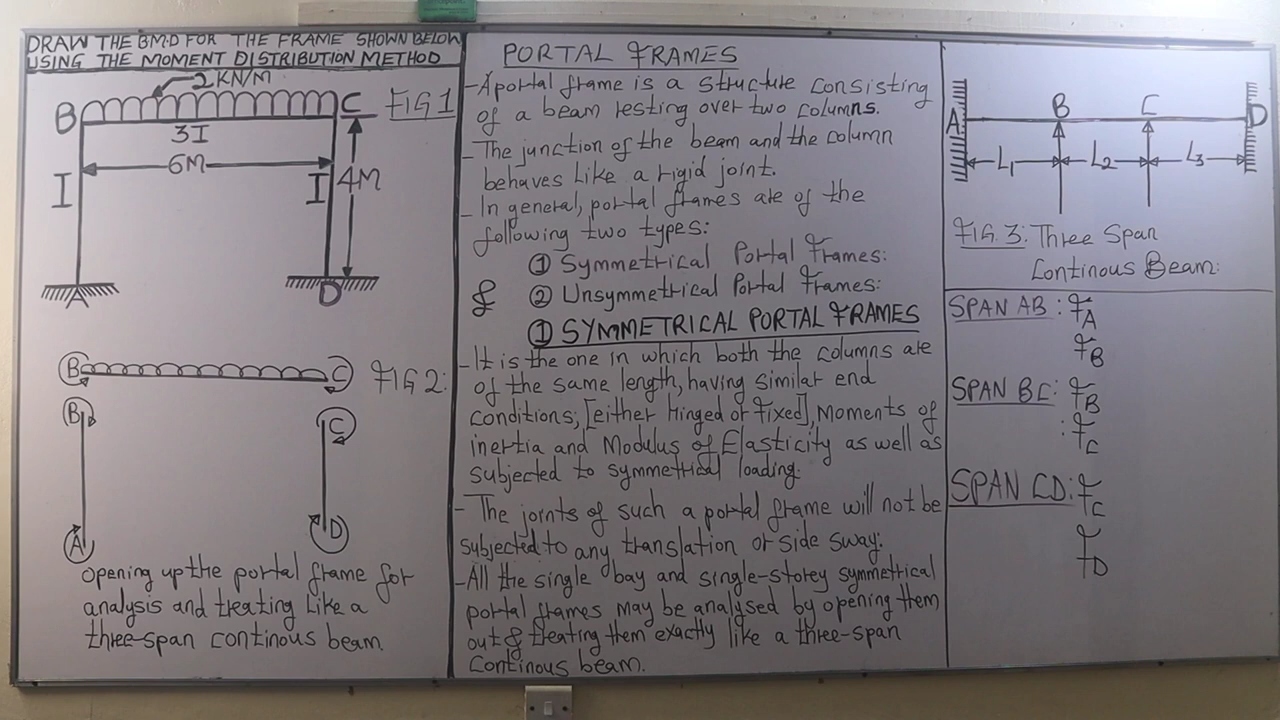 DRAW THE BMD FOR THE FRAME SHOWN BELOW
USING THE MOMENT DISTRIBUTION METHOD
2 KN/M
B
C
FIG 1
3I
6M
I
I
4M
A
D
B
C
FIG 2:
B
C
A
D
Opening up the portal frame for
analysis and treating like a
three-span continous beam.
PORTAL FRAMES
- A portal frame is a structure consisting
of a beam resting over two columns.
- The junction of the beam and the column
behaves like a rigid joint.
- In general, portal frames are of the
following two types:
① Symmetrical Portal Frames:
& ② Unsymmetrical Portal Frames:
① SYMMETRICAL PORTAL FRAMES
- It is the one in which both the columns are
of the same length, having similar end
conditions, [either Hinged or Fixed], Moments of
inertia and Modulus of Elasticity as well as
subjected to symmetrical loading.
- The joints of such a portal frame will not be
subjected to any translation or side sway.
- All the single bay and single-storey symmetrical
portal frames may be analysed by opening them
out & treating them exactly like a three-span
Continous beam.
A
B
C
D
L1
L2
L3
FIG. 3: Three Span
Continous Beam:
SPAN AB: FA
FB
SPAN BC: FB
: FC
SPAN CD: FC
FD